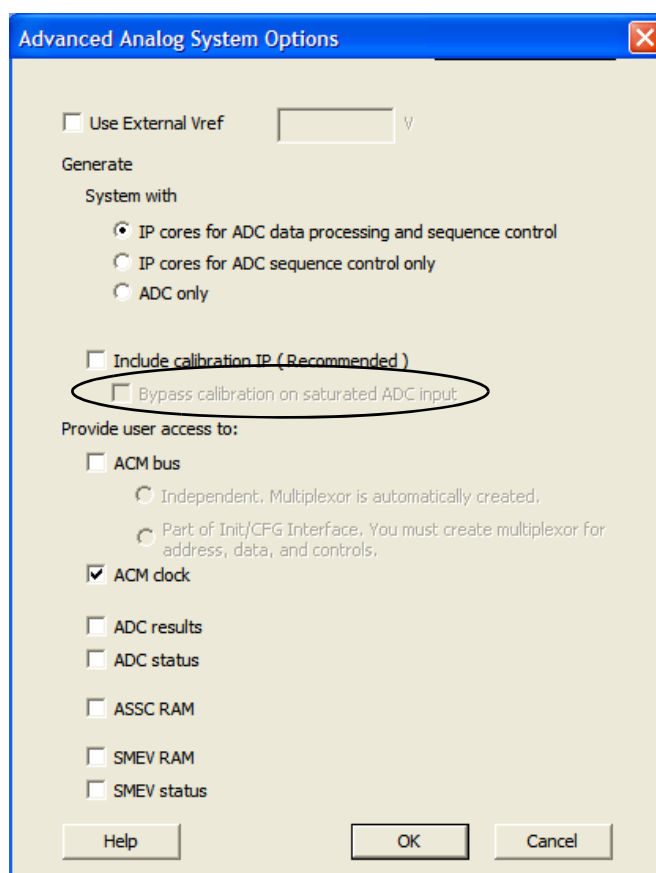 Advanced Analog System Options
Use External Vref V
Generate
System with
IP cores for ADC data processing and sequence control
IP cores for ADC sequence control only
ADC only
Include calibration IP ( Recommended )
Bypass calibration on saturated ADC input
Provide user access to:
ACM bus
Independent. Multiplexor is automatically created.
Part of Init/CFG Interface. You must create multiplexor for
address, data, and controls.
ACM clock
ADC results
ADC status
ASSC RAM
SMEV RAM
SMEV status
Help OK Cancel